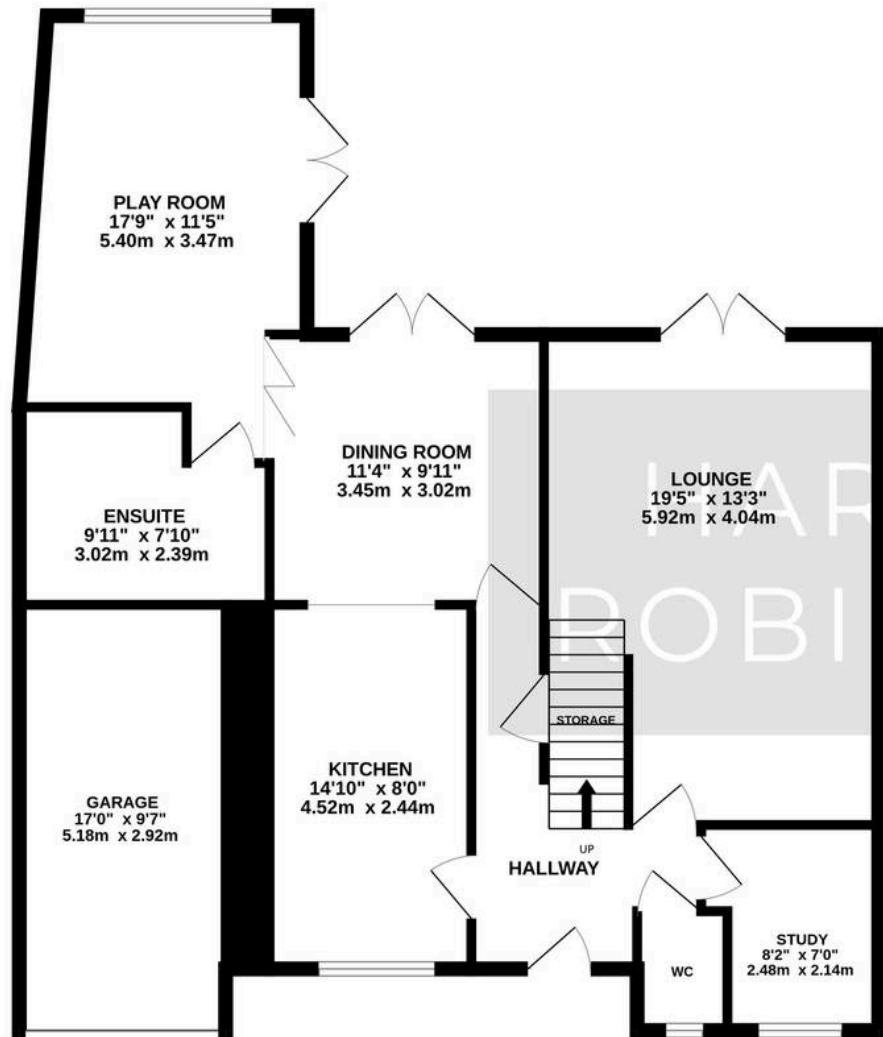 PLAY ROOM
17'9" x 11'5"
5.40m x 3.47m
DINING ROOM
11'4" x 9'11"
3.45m x 3.02m
LOUNGE
19'5" x 13'3"
5.92m x 4.04m
HAR
ROBI
ENSUITE
9'11" x 7'10"
3.02m x 2.39m
STORAGE
KITCHEN
14'10" x 8'0"
4.52m x 2.44m
GARAGE
17'0" x 9'7"
5.18m x 2.92m
UP
HALLWAY
STUDY
8'2" x 7'0"
2.48m x 2.14m
WC